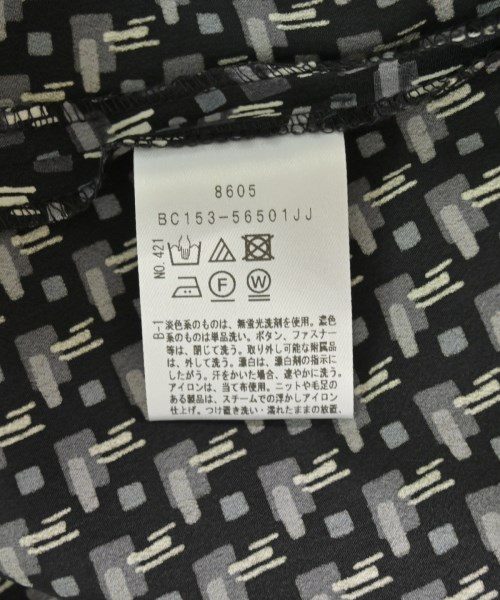 8605
BC153-56501JJ
NO.421
F W
B-1
淡色系のものは、無蛍光洗剤を使用。濃色
系のものは単品洗い。ボタン、ファスナー
等は、閉じて洗う。取り外し可能な附属品
は、外して洗う。漂白は、漂白剤の指示に
したがう。汗をかいた場合、速やかに洗う。
アイロンは、当て布使用。ニットや毛足の
ある製品は、スチームでの浮かしアイロン
仕上げ。つけ置き洗い・濡れたままの放置、